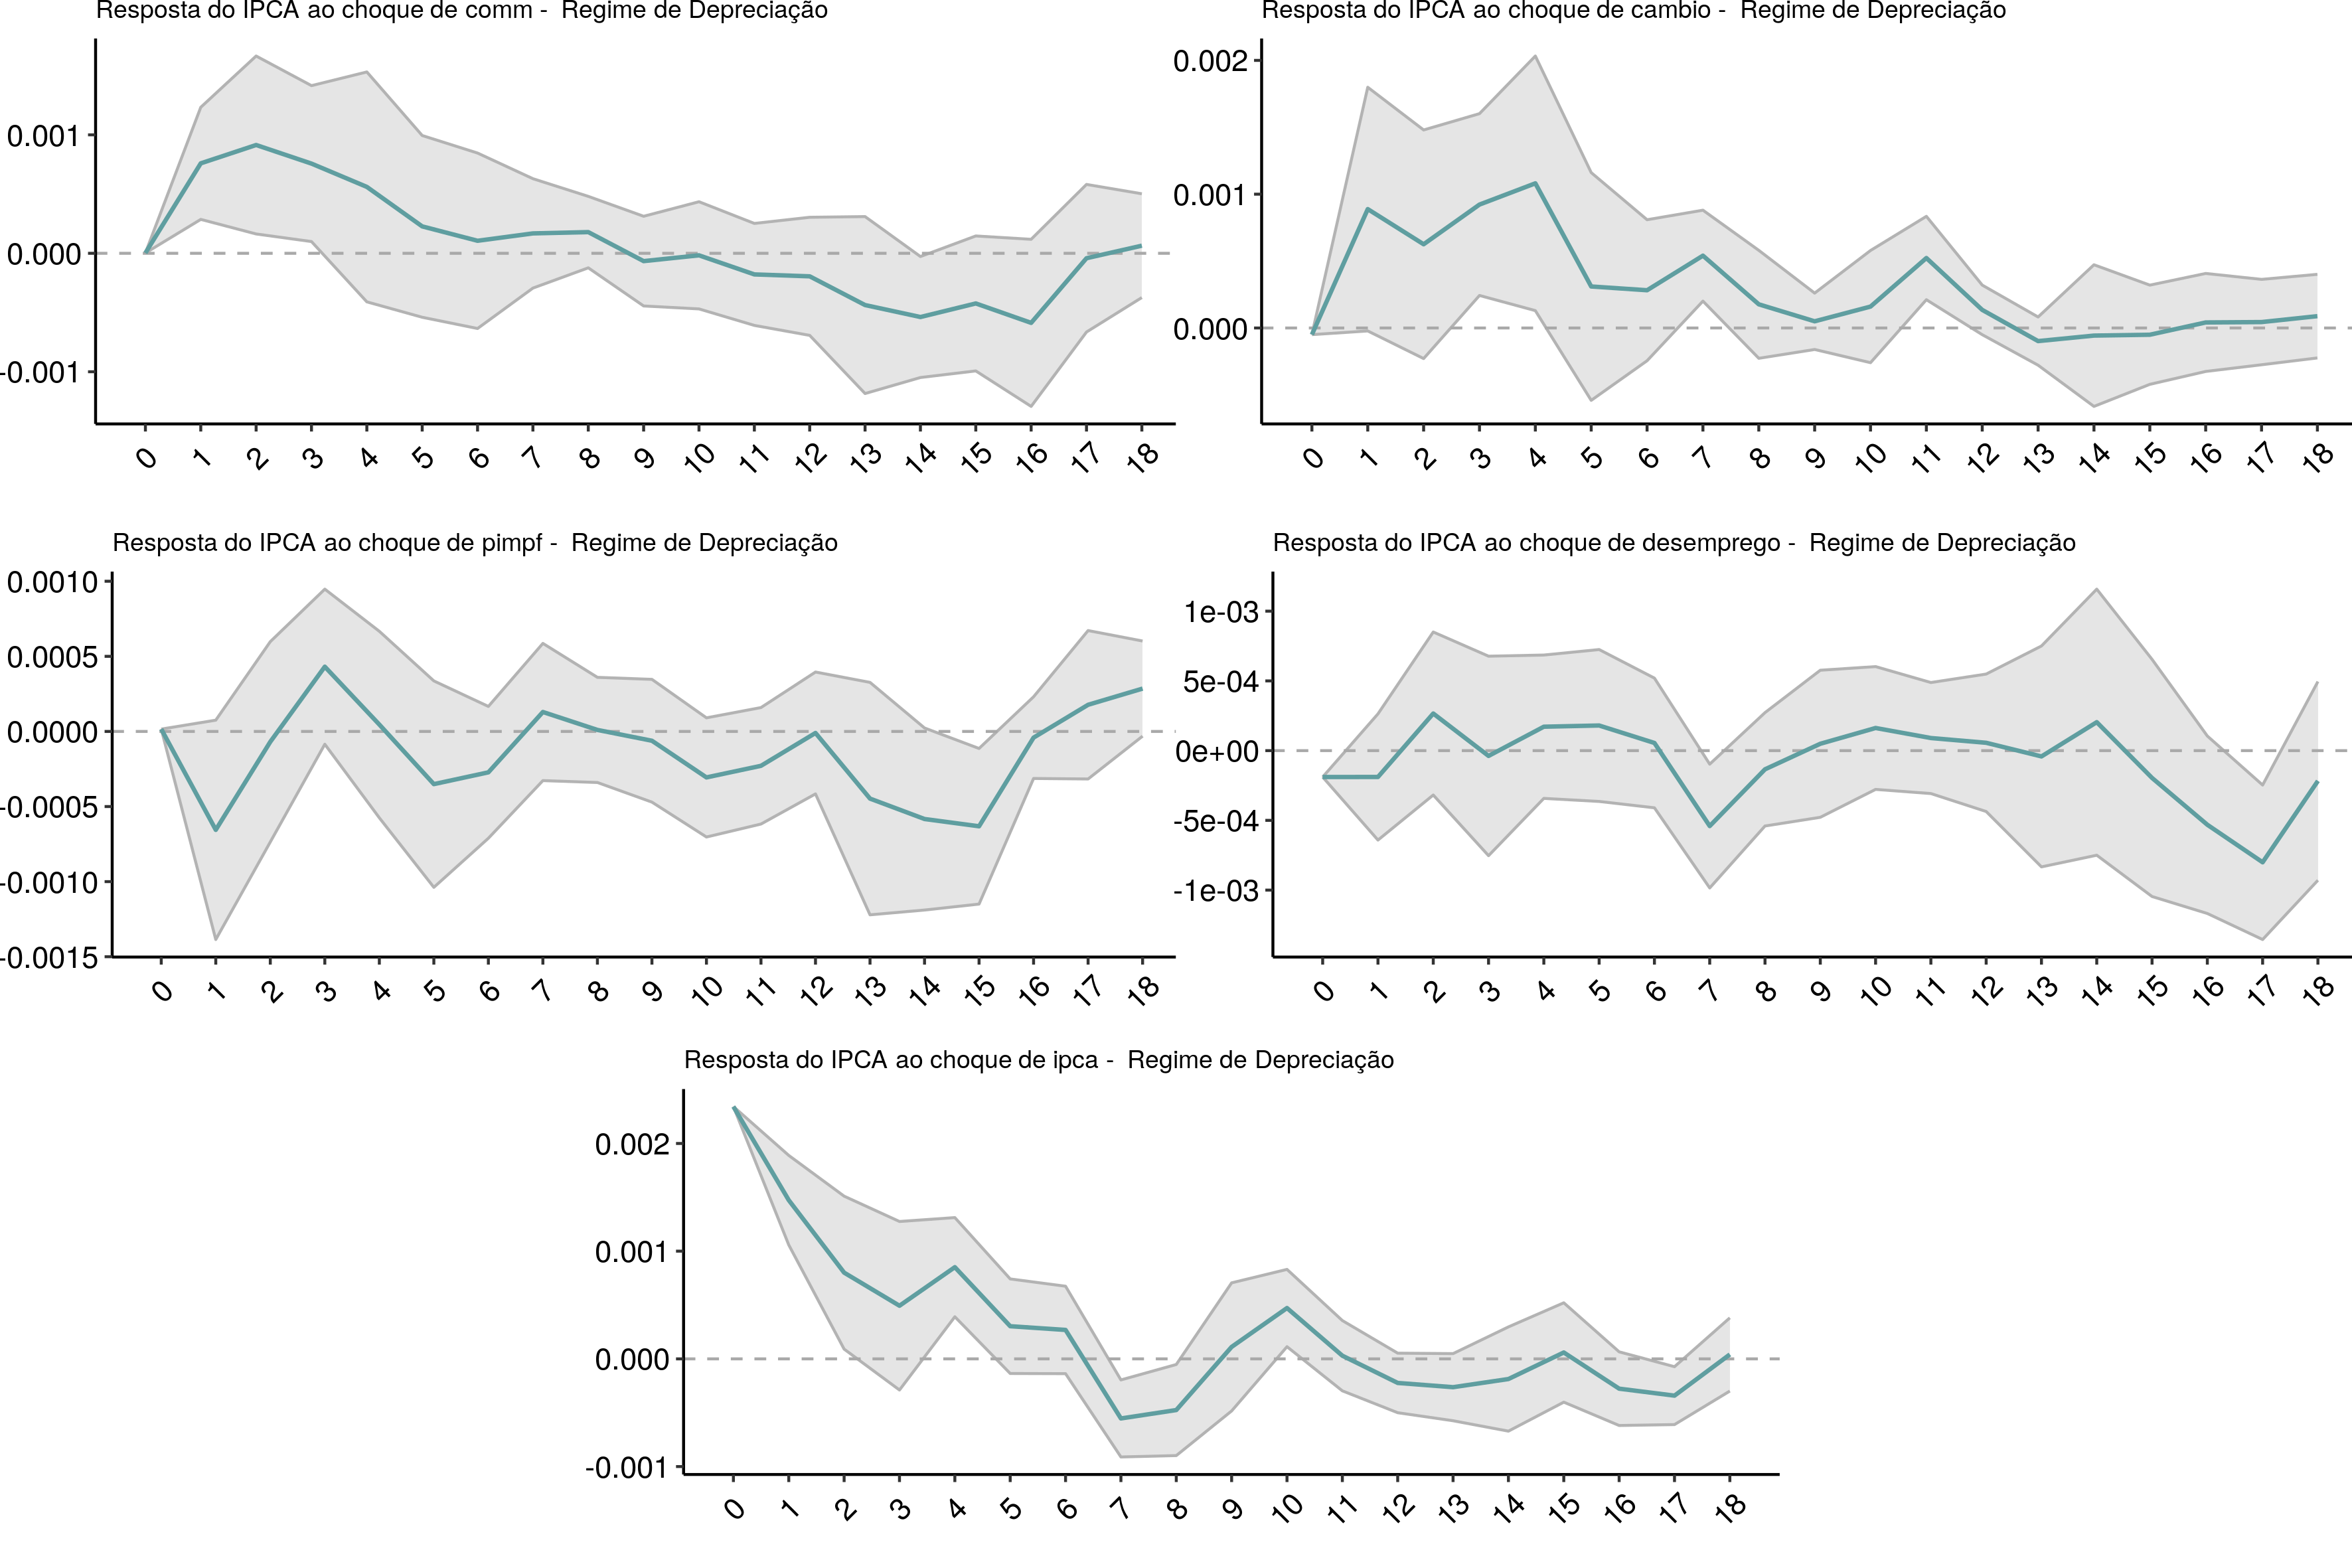 Resposta do IPCA ao choque de comm -  Regime de Depreciação
0.001
0.000
-0.001
0 1 2 3 4 5 6 7 8 9 10 11 12 13 14 15 16 17 18
Resposta do IPCA ao choque de cambio -  Regime de Depreciação
0.002
0.001
0.000
0 1 2 3 4 5 6 7 8 9 10 11 12 13 14 15 16 17 18
Resposta do IPCA ao choque de pimpf -  Regime de Depreciação
0.0010
0.0005
0.0000
-0.0005
-0.0010
-0.0015
0 1 2 3 4 5 6 7 8 9 10 11 12 13 14 15 16 17 18
Resposta do IPCA ao choque de desemprego -  Regime de Depreciação
1e-03
5e-04
0e+00
-5e-04
-1e-03
0 1 2 3 4 5 6 7 8 9 10 11 12 13 14 15 16 17 18
Resposta do IPCA ao choque de ipca -  Regime de Depreciação
0.002
0.001
0.000
-0.001
0 1 2 3 4 5 6 7 8 9 10 11 12 13 14 15 16 17 18